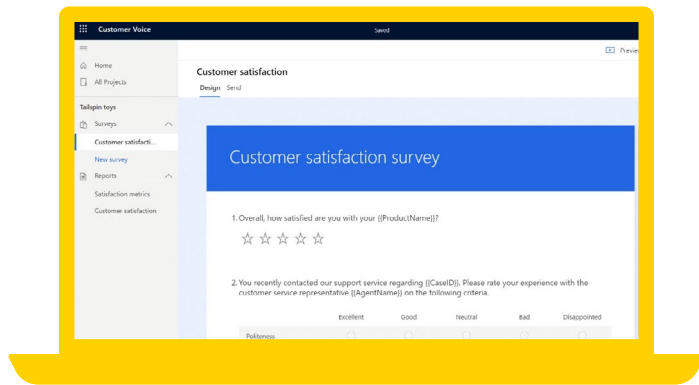 Customer Voice
Saved
Home
All Projects
Tailspin toys
Surveys
Customer satisfacti...
New survey
Reports
Satisfaction metrics
Customer satisfaction
Customer satisfaction
Design Send
Customer satisfaction survey
1. Overall, how satisfied are you with your {{ProductName}}?
2. You recently contacted our support service regarding {{CaseID}}. Please rate your experience with the
customer service representative {{AgentName}} on the following criteria.
Excellent Good Neutral Bad Disappointed
Politeness